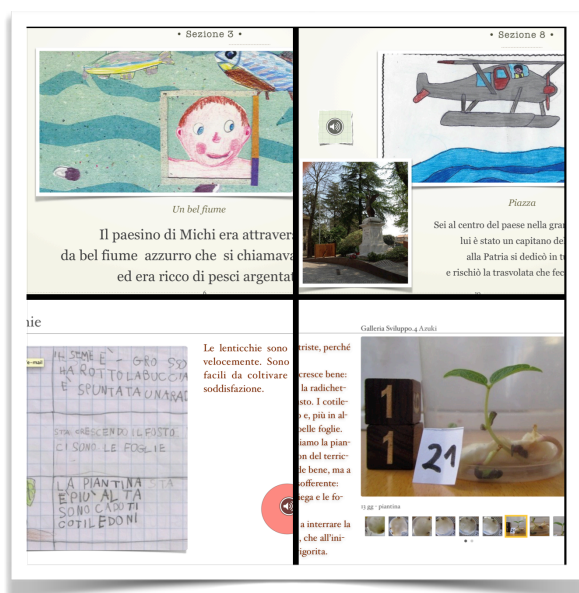 • Sezione 3 •
Un bel fiume
Il paesino di Michi era attravers
da bel fiume azzurro che si chiamava
ed era ricco di pesci argentat
• Sezione 8 •
Piazza
Sei al centro del paese nella gran
lui è stato un capitano del
alla Patria si dedicò in t
e rischiò la trasvolata che fec
hie
IL SEME È GROSSO
HA ROTTO LA BUCCIA
È SPUNTATA UNA RAD
STA CRESCENDO IL FUSTO
CI SONO LE FOGLIE
LA PIANTINA STA
È PIÙ ALTA
SONO CADUTI
COTILEDONI
Le lenticchie sono
velocemente. Sono
facili da coltivare
soddisfazione.
triste, perché
cresce bene:
la radichet-
sto. I cotile-
o e, più in al-
belle foglie.
iamo la pian-
on del terric-
de bene, ma a
sofferente:
nega e le fo-
a interrare la
, che all'ini-
rigorita.
Galleria Sviluppo.4 Azuki
1
1
21
13 gg - piantina